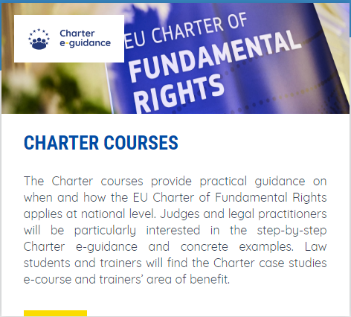 Charter
e-guidance
EU CHARTER OF
FUNDAMENTAL
RIGHTS
CHARTER COURSES
The Charter courses provide practical guidance on
when and how the EU Charter of Fundamental Rights
applies at national level. Judges and legal practitioners
will be particularly interested in the step-by-step
Charter e-guidance and concrete examples. Law
students and trainers will find the Charter case studies
e-course and trainers' area of benefit.